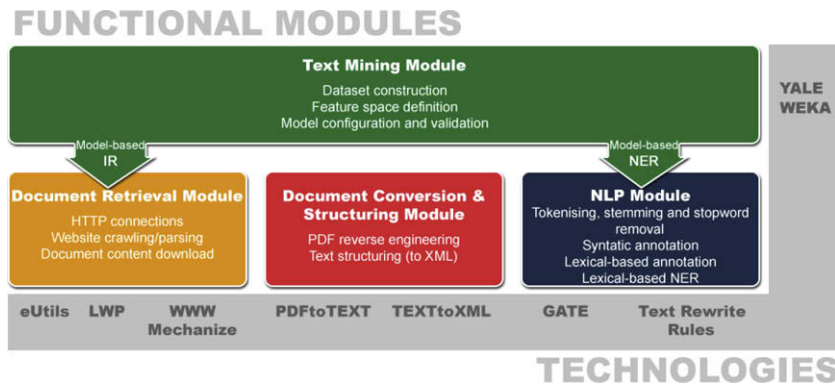 FUNCTIONAL MODULES
Text Mining Module
Dataset construction
Feature space definition
Model configuration and validation
YALE
WEKA
Model-based
IR
Model-based
NER
Document Retrieval Module
HTTP connections
Website crawling/parsing
Document content download
Document Conversion &
Structuring Module
PDF reverse engineering
Text structuring (to XML)
NLP Module
Tokenising, stemming and stopword
removal
Syntatic annotation
Lexical-based annotation
Lexical-based NER
eUtils
LWP
WWW
Mechanize
PDFtoTEXT
TEXTtoXML
GATE
Text Rewrite
Rules
TECHNOLOGIES